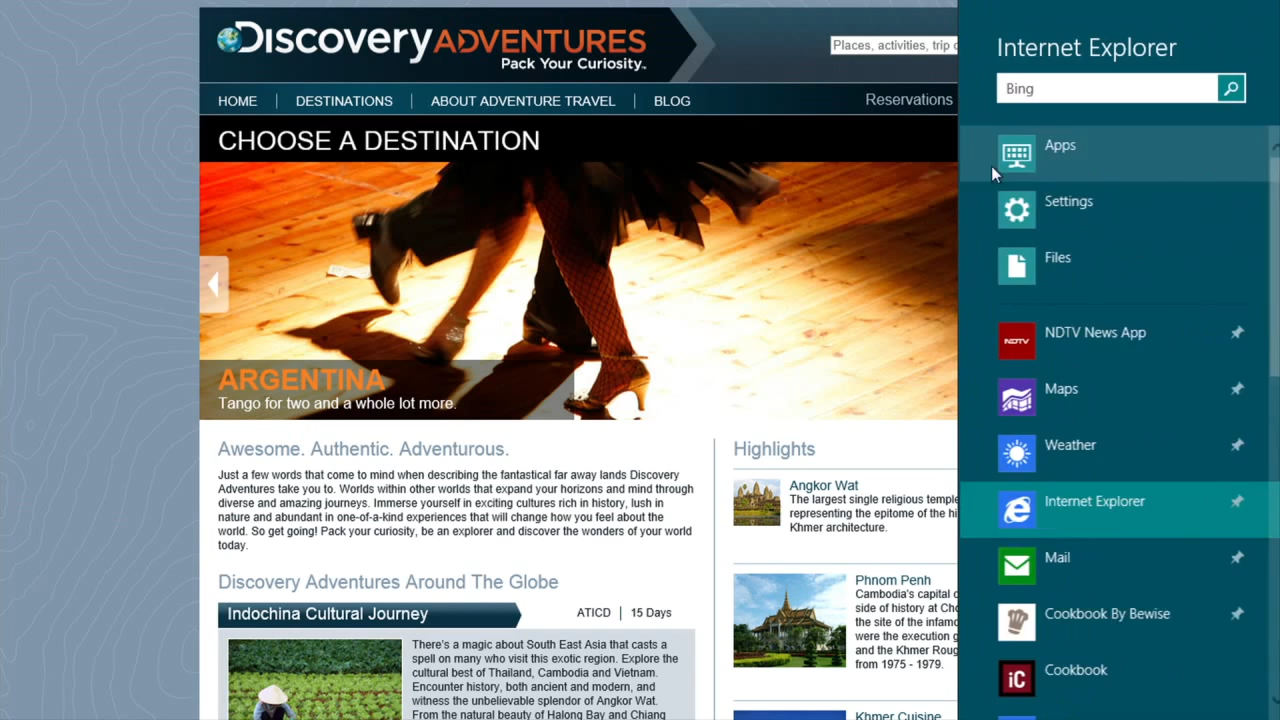 Discovery ADVENTURES
Pack Your Curiosity
Places, activities, trip
HOME
DESTINATIONS
ABOUT ADVENTURE TRAVEL
BLOG
Reservations
CHOOSE A DESTINATION
ARGENTINA
Tango for two and a whole lot more.
Awesome. Authentic. Adventurous.
Just a few words that come to mind when describing the fantastical far away lands Discovery
Adventures take you to. Worlds within other worlds that expand your horizons and mind through
diverse and amazing journeys. Immerse yourself in exciting cultures rich in history, lush in
nature and abundant in one-of-a-kind experiences that will change how you feel about the
world. So get going! Pack your curiosity, be an explorer and discover the wonders of your world
today.
Discovery Adventures Around The Globe
Indochina Cultural Journey
ATICD | 15 Days
There's a magic about South East Asia that casts a
spell on many who visit this exotic region. Explore the
cultural best of Thailand, Cambodia and Vietnam.
Encounter history, both ancient and modern, and
witness the unbelievable splendor of Angkor Wat.
From the natural beauty of Halong Bay and Chiang
Highlights
Angkor Wat
The largest single religious temple
representing the epitome of the hi
Khmer architecture.
Phnom Penh
Cambodia's capital
side of history at Cho
the site of the infamo
were the execution g
and the Khmer Roug
from 1975 - 1979.
Khmer Cuisine
Internet Explorer
Bing
Apps
Settings
Files
NDTV
NDTV News App
Maps
Weather
Internet Explorer
Mail
Cookbook By Bewise
iC
Cookbook